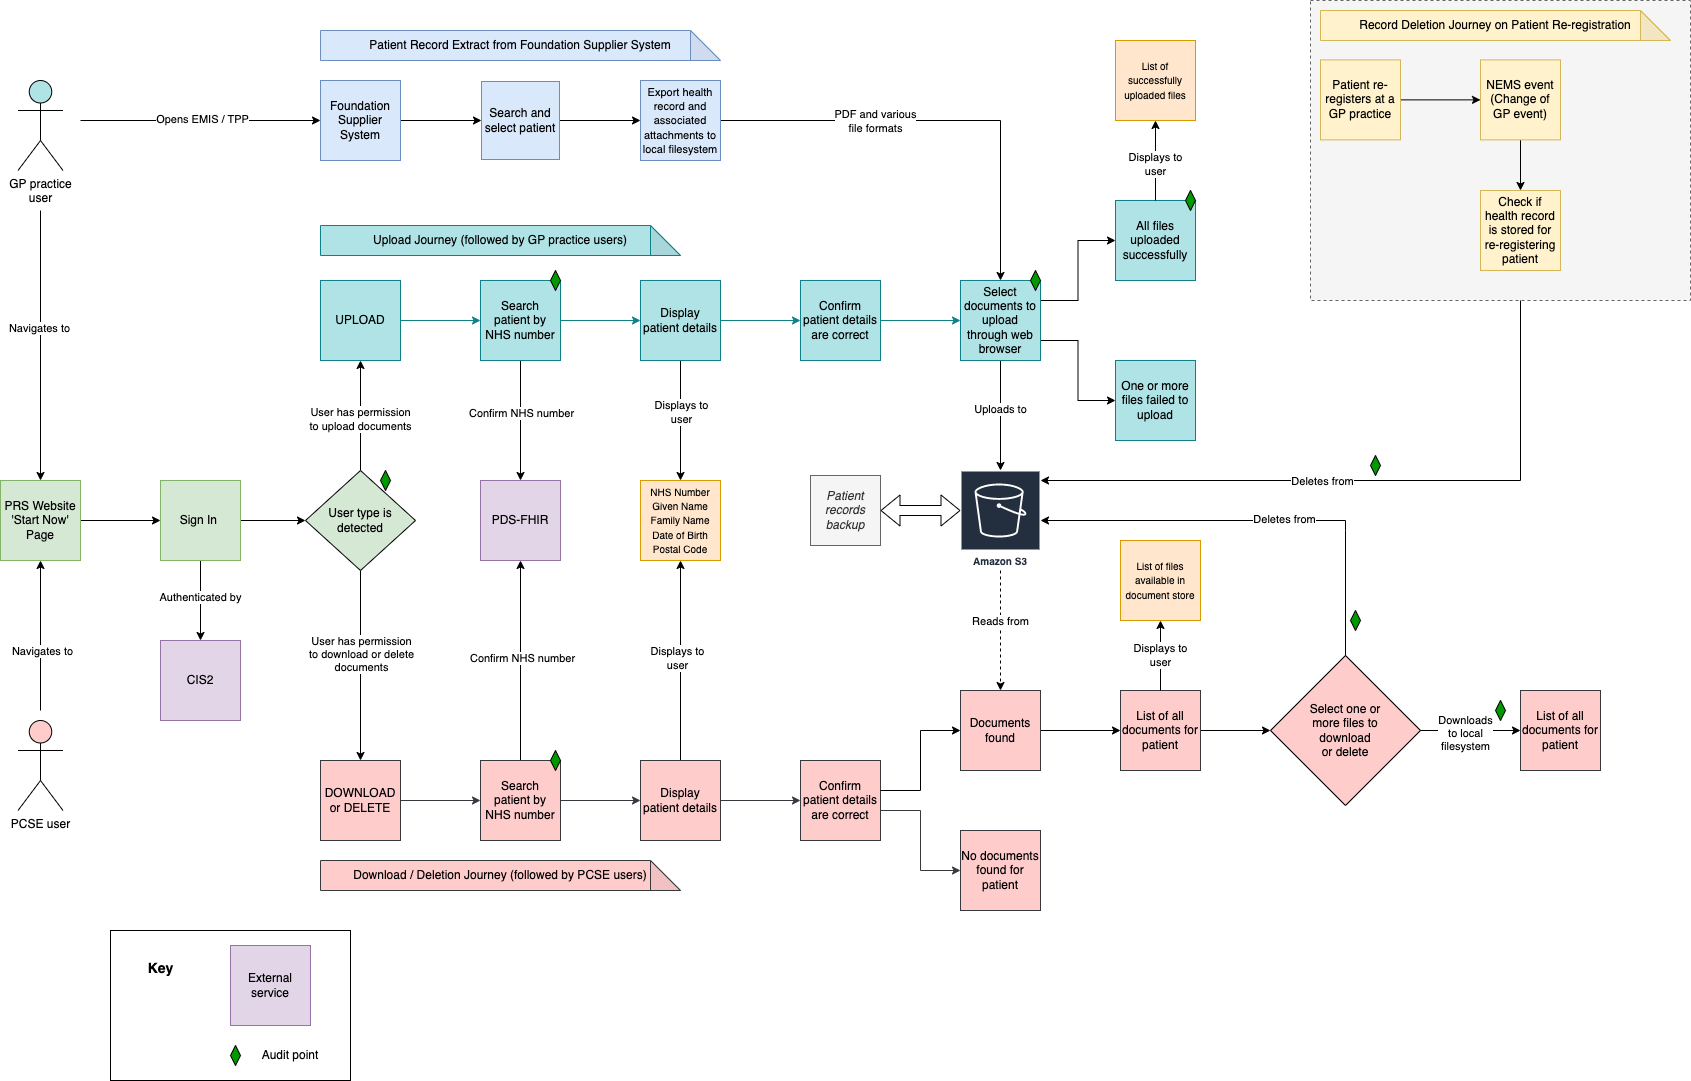 Record Deletion Journey on Patient Re-registration
Patient Record Extract from Foundation Supplier System
Patient re-
registers at a
GP practice
NEMS event
(Change of
GP event)
Check if
health record
is stored for
re-registering
patient
GP practice
user
Opens EMIS / TPP
Foundation
Supplier
System
Search and
select patient
Export health
record and
associated
attachments to
local filesystem
PDF and various
file formats
List of
successfully
uploaded files
Displays to
user
All files
uploaded
successfully
Upload Journey (followed by GP practice users)
UPLOAD
Search
patient by
NHS number
Display
patient details
Confirm
patient details
are correct
Select
documents to
upload
through web
browser
One or more
files failed to
upload
Navigates to
User has permission
to upload documents
Confirm NHS number
Displays to
user
Uploads to
Deletes from
PRS Website
'Start Now'
Page
Sign In
User type is
detected
PDS-FHIR
NHS Number
Given Name
Family Name
Date of Birth
Postal Code
Patient
records
backup
Amazon S3
Deletes from
Authenticated by
CIS2
List of files
available in
document store
Reads from
Displays to
user
Navigates to
User has permission
to download or delete
documents
Confirm NHS number
Displays to
user
PCSE user
DOWNLOAD
or DELETE
Search
patient by
NHS number
Display
patient details
Confirm
patient details
are correct
Documents
found
List of all
documents for
patient
Select one or
more files to
download
or delete
Downloads
to local
filesystem
List of all
documents for
patient
No documents
found for
patient
Download / Deletion Journey (followed by PCSE users)
Key
External
service
Audit point